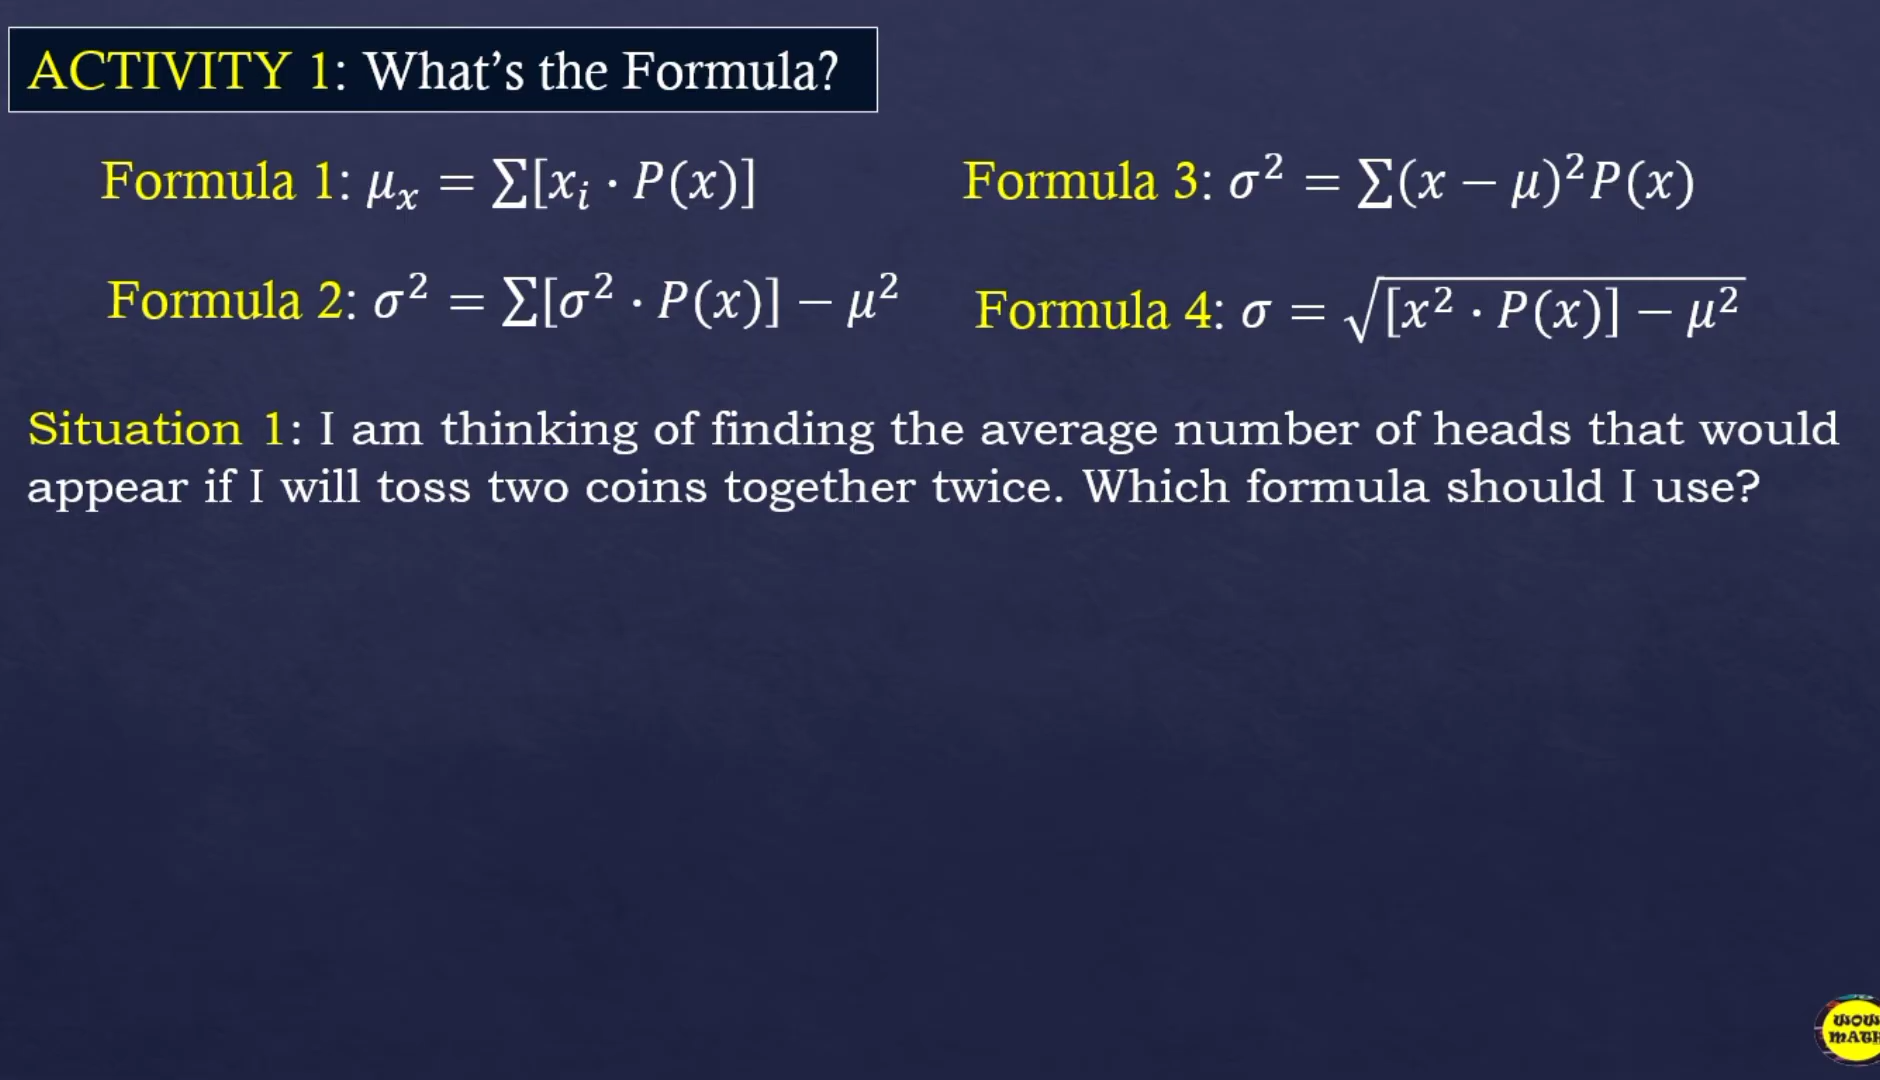 ACTIVITY 1: What's the Formula?
Formula 1: μₓ = ∑[xᵢ · P(x)]
Formula 3: σ² = ∑(x − μ)²P(x)
Formula 2: σ² = ∑[σ² · P(x)] − μ²
Formula 4: σ = √[x² · P(x)] − μ²
Situation 1: I am thinking of finding the average number of heads that would
appear if I will toss two coins together twice. Which formula should I use?
WOW
MATH